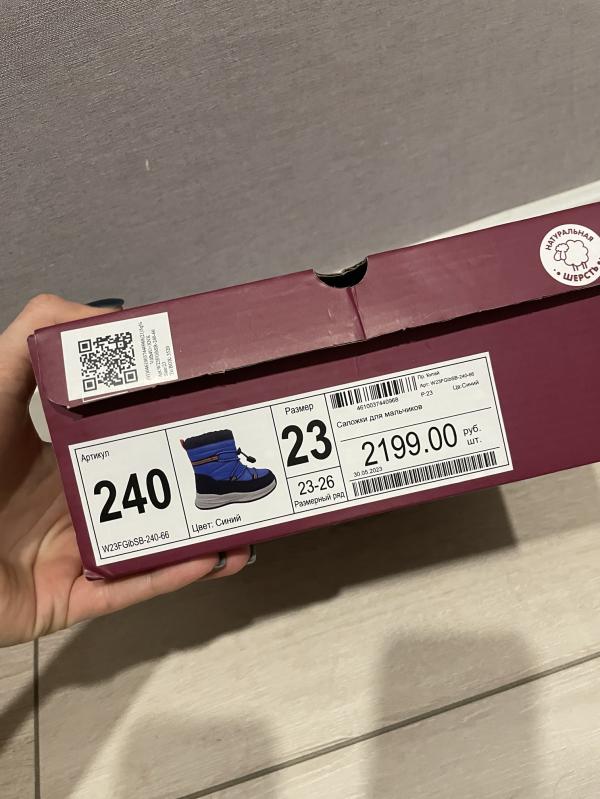 НАТУРАЛЬНАЯ
ШЕРСТЬ
Артикул
240
W23FGIbSB-240-66
Цвет: Синий
Размер
23
23-26
Размерный ряд
4610037440968
Пр: Китай
Арт: W23FGIbSB-240-66
Р:23 Цв:Синий
Сапожки для мальчиков
2199.00 руб.
шт.
30.05.2023